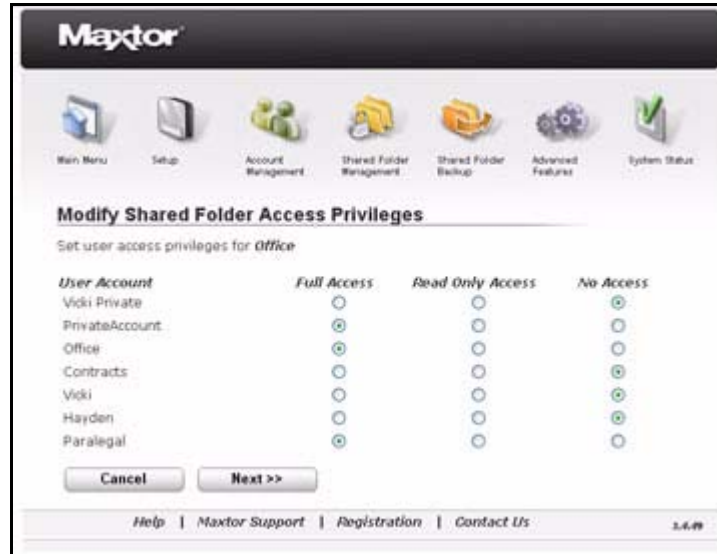 Maxtor
Main Menu
Setup
Account Management
Shared Folder Management
Shared Folder Backup
Advanced Features
System Status
Modify Shared Folder Access Privileges
Set user access privileges for Office
User Account Full Access Read Only Access No Access
Vicki Private
PrivateAccount
Office
Contracts
Vicki
Hayden
Paralegal
Cancel Next >>
Help | Maxtor Support | Registration | Contact Us